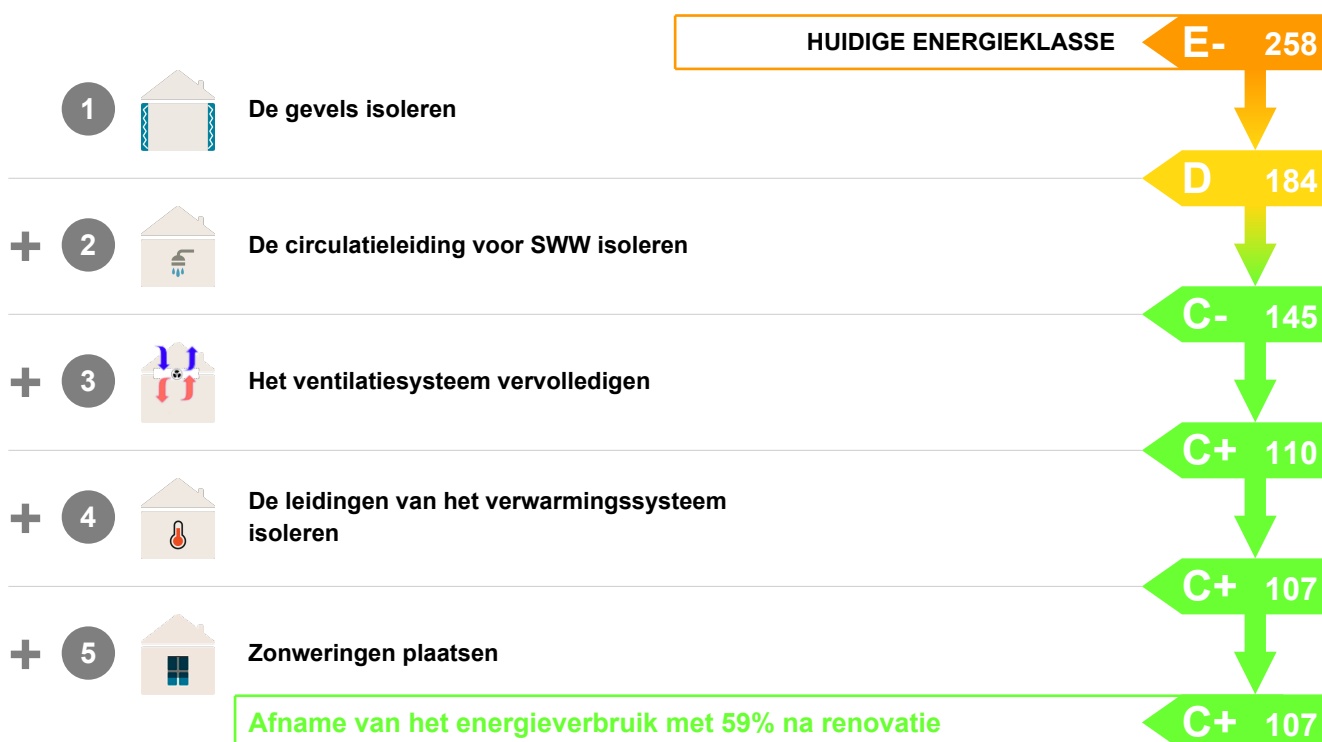 HUIDIGE ENERGIEKLASSE E- 258
1 De gevels isoleren
D 184
+ 2 De circulatieleiding voor SWW isoleren
C- 145
+ 3 Het ventilatiesysteem vervolledigen
C+ 110
+ 4 De leidingen van het verwarmingssysteem
isoleren
C+ 107
+ 5 Zonweringen plaatsen
Afname van het energieverbruik met 59% na renovatie C+ 107